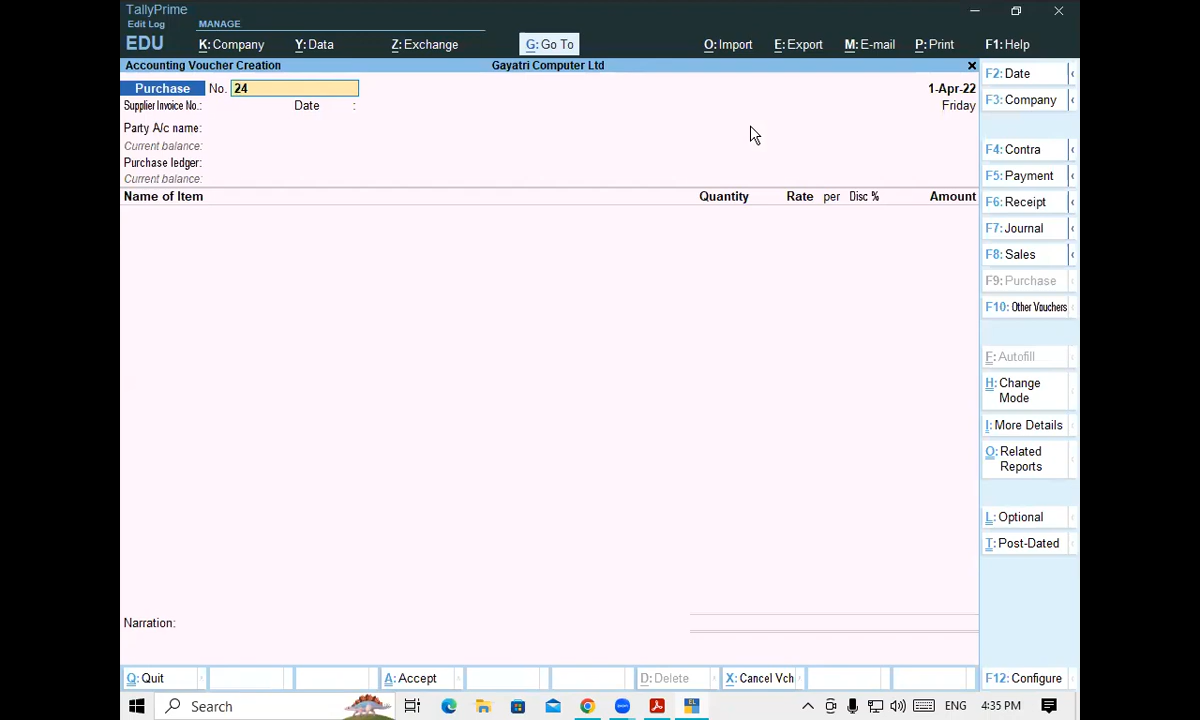 TallyPrime
Edit Log
MANAGE
EDU
K: Company
Y: Data
Z: Exchange
G: Go To
O: Import
E: Export
M: E-mail
P: Print
F1: Help
Accounting Voucher Creation
Gayatri Computer Ltd
×
Purchase
No. 24
1-Apr-22
Supplier Invoice No.:
Date :
Friday
Party A/c name:
Current balance:
Purchase ledger:
Current balance:
Name of Item
Quantity
Rate
per
Disc %
Amount
Narration:
F2: Date
F3: Company
F4: Contra
F5: Payment
F6: Receipt
F7: Journal
F8: Sales
F9: Purchase
F10: Other Vouchers
F: Autofill
H: Change
Mode
I: More Details
O: Related
Reports
L: Optional
T: Post-Dated
Q: Quit
A: Accept
D: Delete
X: Cancel Vch
F12: Configure
Search
EL
ENG
4:35 PM